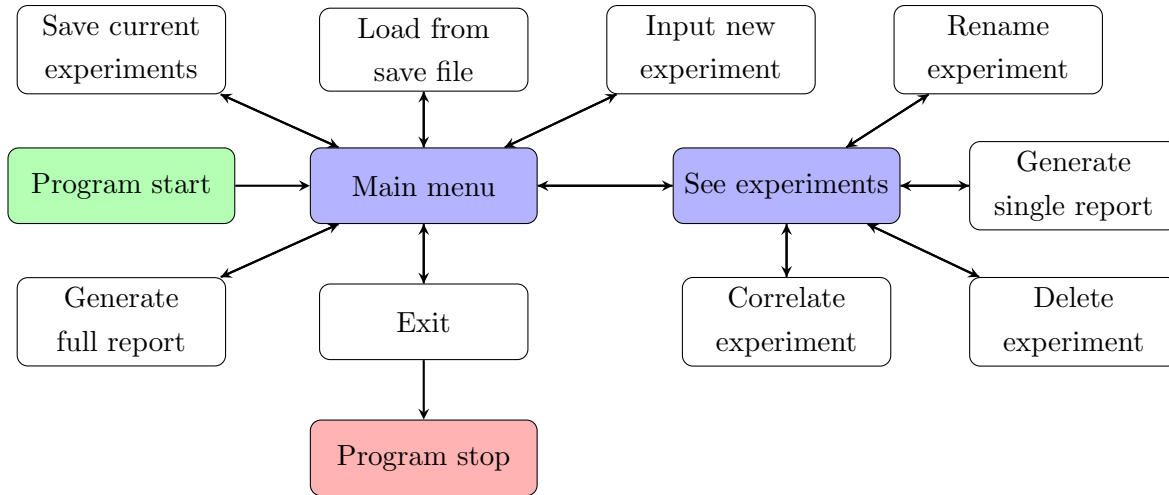 Save current
experiments
Load from
save file
Input new
experiment
Rename
experiment
Program start
Main menu
See experiments
Generate
single report
Generate
full report
Exit
Correlate
experiment
Delete
experiment
Program stop